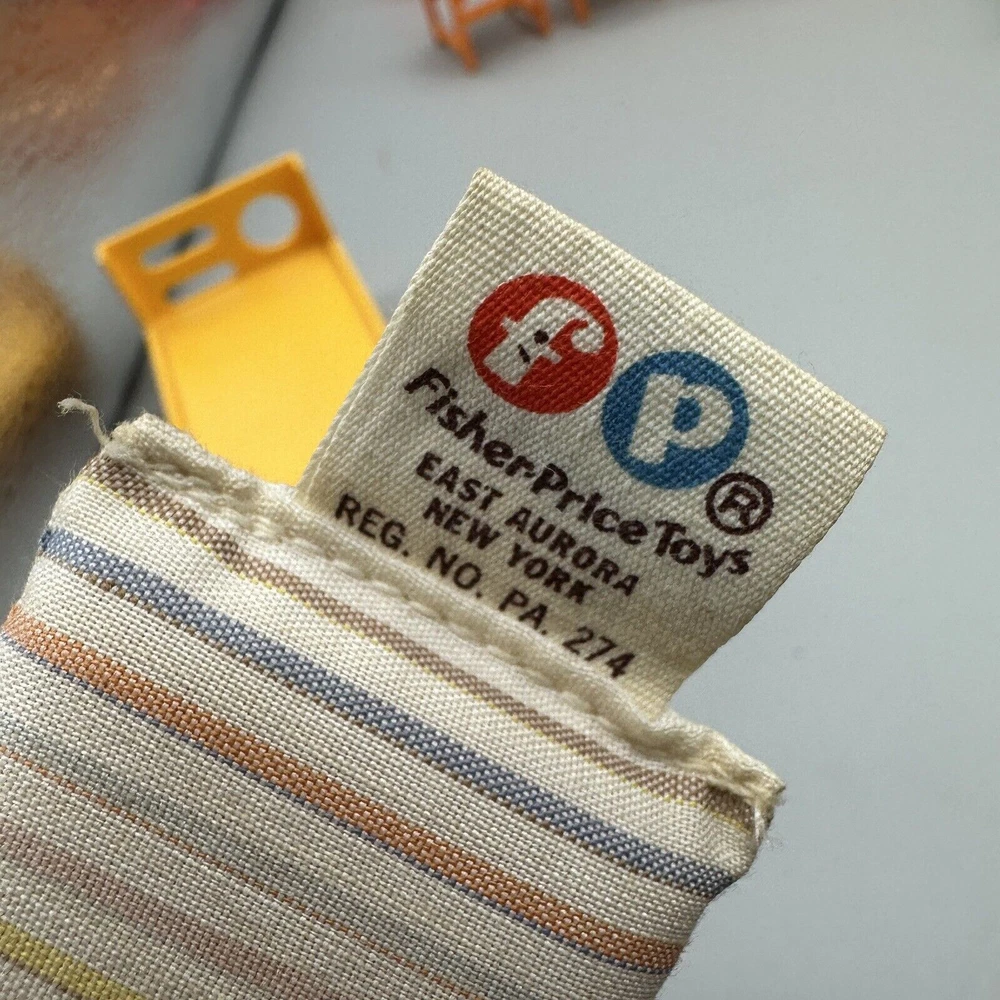 fp
Fisher-Price Toys®
EAST AURORA
NEW YORK
REG. NO. PA. 274